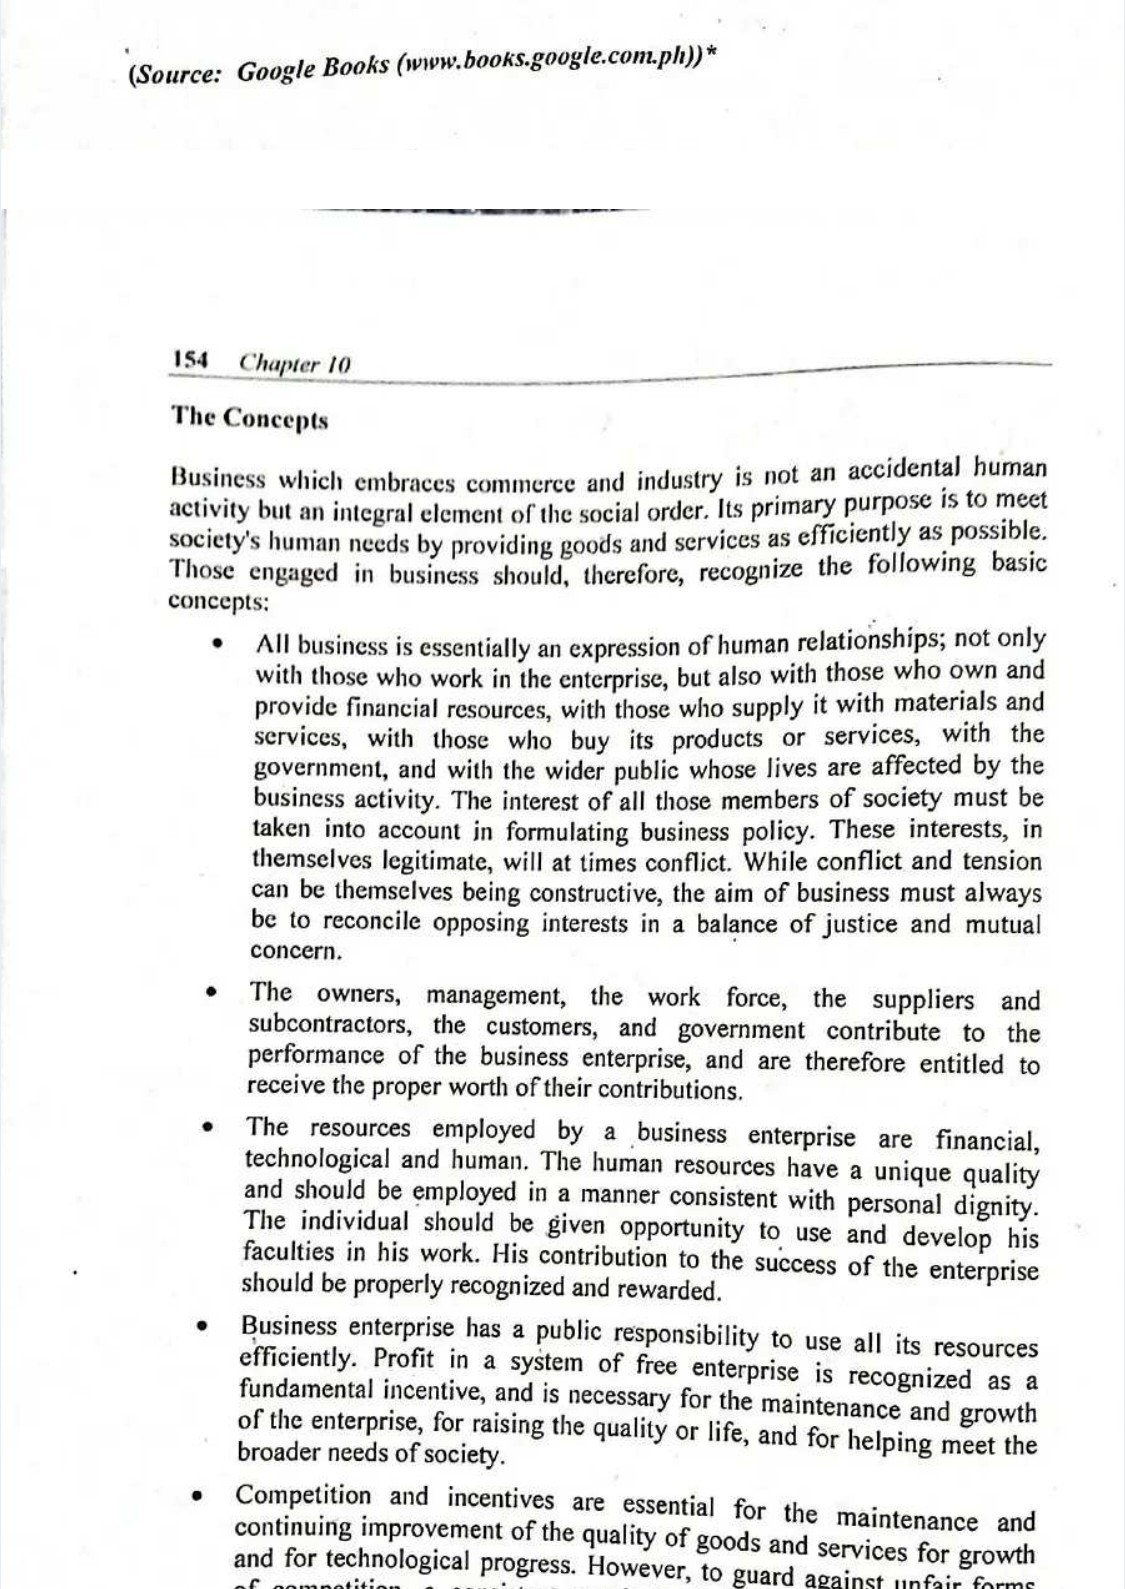 (Source: Google Books (www.books.google.com.ph))*
154 Chapter 10
The Concepts
Business which embraces commerce and industry is not an accidental human
activity but an integral element of the social order. Its primary purpose is to meet
society's human needs by providing goods and services as efficiently as possible.
Those engaged in business should, therefore, recognize the following basic
concepts:
• All business is essentially an expression of human relationships; not only
with those who work in the enterprise, but also with those who own and
provide financial resources, with those who supply it with materials and
services, with those who buy its products or services, with the
government, and with the wider public whose lives are affected by the
business activity. The interest of all those members of society must be
taken into account in formulating business policy. These interests, in
themselves legitimate, will at times conflict. While conflict and tension
can be themselves being constructive, the aim of business must always
be to reconcile opposing interests in a balance of justice and mutual
concern.
• The owners, management, the work force, the suppliers and
subcontractors, the customers, and government contribute to the
performance of the business enterprise, and are therefore entitled to
receive the proper worth of their contributions.
• The resources employed by a business enterprise are financial,
technological and human. The human resources have a unique quality
and should be employed in a manner consistent with personal dignity.
The individual should be given opportunity to use and develop his
faculties in his work. His contribution to the success of the enterprise
should be properly recognized and rewarded.
• Business enterprise has a public responsibility to use all its resources
efficiently. Profit in a system of free enterprise is recognized as a
fundamental incentive, and is necessary for the maintenance and growth
of the enterprise, for raising the quality or life, and for helping meet the
broader needs of society.
• Competition and incentives are essential for the maintenance and
continuing improvement of the quality of goods and services for growth
and for technological progress. However, to guard against unfair forms
of competition, a